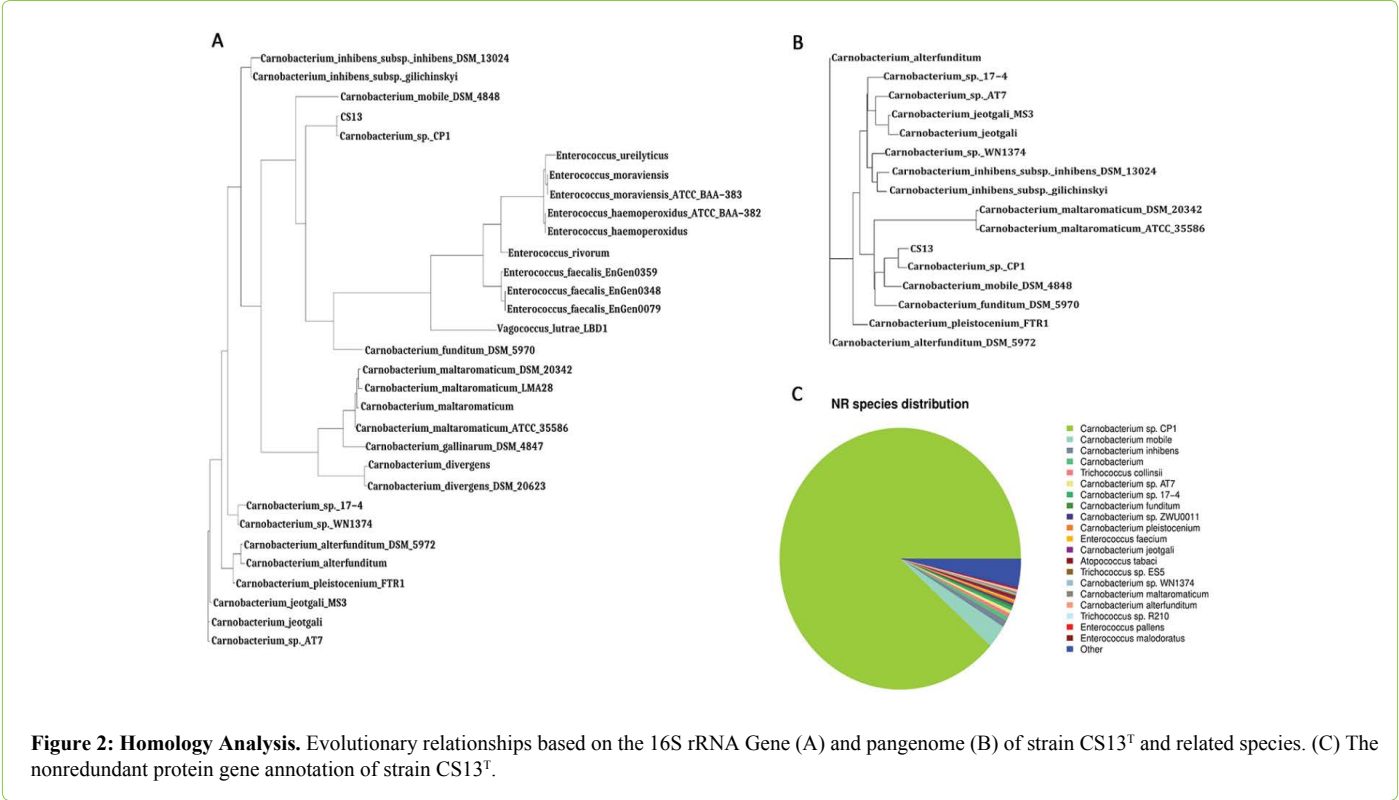 A
Carnobacterium_inhibens_subsp._inhibens_DSM_13024
Carnobacterium_inhibens_subsp._gilichinskyi
Carnobacterium_mobile_DSM_4848
CS13
Carnobacterium_sp._CP1
Enterococcus_ureilyticus
Enterococcus_moraviensis
Enterococcus_moraviensis_ATCC_BAA−383
Enterococcus_haemoperoxidus_ATCC_BAA−382
Enterococcus_haemoperoxidus
Enterococcus_rivorum
Enterococcus_faecalis_EnGen0359
Enterococcus_faecalis_EnGen0348
Enterococcus_faecalis_EnGen0079
Vagococcus_lutrae_LBD1
Carnobacterium_funditum_DSM_5970
Carnobacterium_maltaromaticum_DSM_20342
Carnobacterium_maltaromaticum_LMA28
Carnobacterium_maltaromaticum
Carnobacterium_maltaromaticum_ATCC_35586
Carnobacterium_gallinarum_DSM_4847
Carnobacterium_divergens
Carnobacterium_divergens_DSM_20623
Carnobacterium_sp._17−4
Carnobacterium_sp._WN1374
Carnobacterium_alterfunditum_DSM_5972
Carnobacterium_alterfunditum
Carnobacterium_pleistocenium_FTR1
Carnobacterium_jeotgali_MS3
Carnobacterium_jeotgali
Carnobacterium_sp._AT7
B
Carnobacterium_alterfunditum
Carnobacterium_sp._17−4
Carnobacterium_sp._AT7
Carnobacterium_jeotgali_MS3
Carnobacterium_jeotgali
Carnobacterium_sp._WN1374
Carnobacterium_inhibens_subsp._inhibens_DSM_13024
Carnobacterium_inhibens_subsp._gilichinskyi
Carnobacterium_maltaromaticum_DSM_20342
Carnobacterium_maltaromaticum_ATCC_35586
CS13
Carnobacterium_sp._CP1
Carnobacterium_mobile_DSM_4848
Carnobacterium_funditum_DSM_5970
Carnobacterium_pleistocenium_FTR1
Carnobacterium_alterfunditum_DSM_5972
C
NR species distribution
Carnobacterium sp. CP1
Carnobacterium mobile
Carnobacterium inhibens
Carnobacterium
Trichococcus collinsii
Carnobacterium sp. AT7
Carnobacterium sp. 17−4
Carnobacterium funditum
Carnobacterium sp. ZWU0011
Carnobacterium pleistocenium
Enterococcus faecium
Carnobacterium jeotgali
Atopococcus tabaci
Trichococcus sp. ES5
Carnobacterium sp. WN1374
Carnobacterium maltaromaticum
Carnobacterium alterfunditum
Trichococcus sp. R210
Enterococcus pallens
Enterococcus malodoratus
Other
Figure 2: Homology Analysis. Evolutionary relationships based on the 16S rRNA Gene (A) and pangenome (B) of strain CS13ᵀ and related species. (C) The
nonredundant protein gene annotation of strain CS13ᵀ.